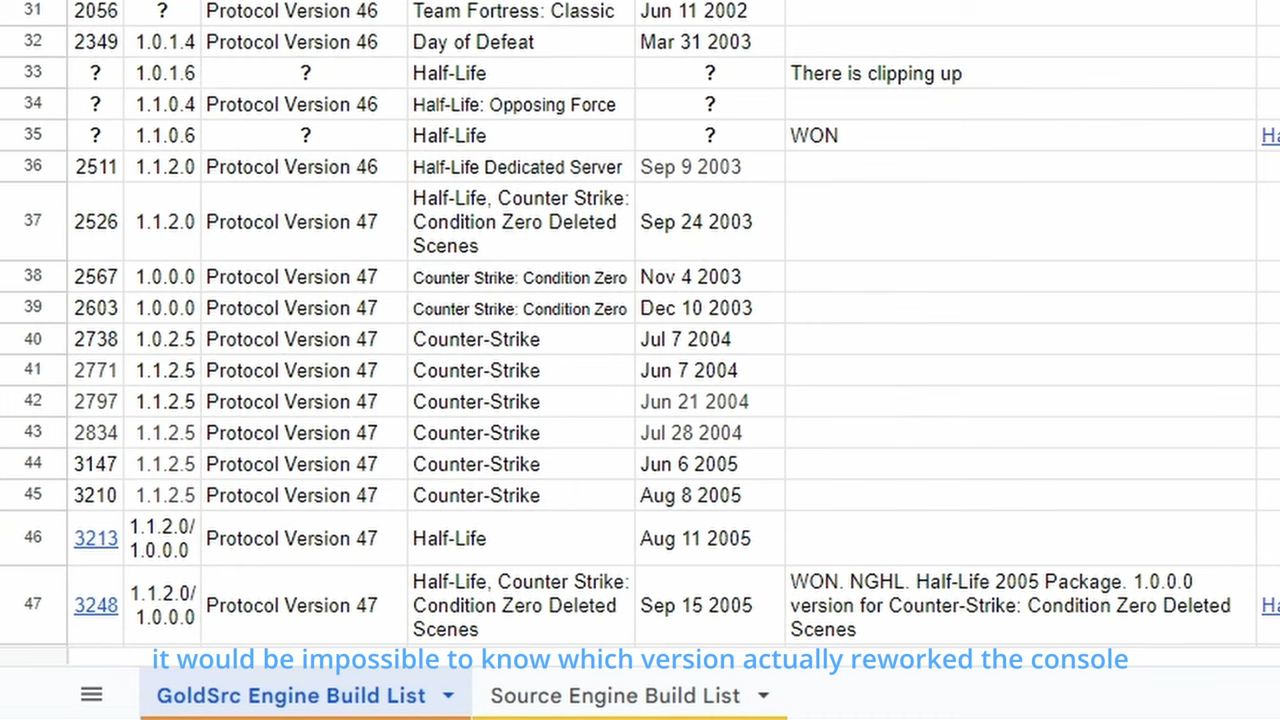 31 2056 ? Protocol Version 46 Team Fortress: Classic Jun 11 2002
32 2349 1.0.1.4 Protocol Version 46 Day of Defeat Mar 31 2003
33 ? 1.0.1.6 ? Half-Life ? There is clipping up
34 ? 1.1.0.4 Protocol Version 46 Half-Life: Opposing Force ?
35 ? 1.1.0.6 ? Half-Life ? WON Ha
36 2511 1.1.2.0 Protocol Version 46 Half-Life Dedicated Server Sep 9 2003
Half-Life, Counter Strike:
37 2526 1.1.2.0 Protocol Version 47 Condition Zero Deleted Sep 24 2003
Scenes
38 2567 1.0.0.0 Protocol Version 47 Counter Strike: Condition Zero Nov 4 2003
39 2603 1.0.0.0 Protocol Version 47 Counter Strike: Condition Zero Dec 10 2003
40 2738 1.0.2.5 Protocol Version 47 Counter-Strike Jul 7 2004
41 2771 1.1.2.5 Protocol Version 47 Counter-Strike Jun 7 2004
42 2797 1.1.2.5 Protocol Version 47 Counter-Strike Jun 21 2004
43 2834 1.1.2.5 Protocol Version 47 Counter-Strike Jul 28 2004
44 3147 1.1.2.5 Protocol Version 47 Counter-Strike Jun 6 2005
45 3210 1.1.2.5 Protocol Version 47 Counter-Strike Aug 8 2005
1.1.2.0/
46 3213 1.0.0.0 Protocol Version 47 Half-Life Aug 11 2005
1.1.2.0/ Half-Life, Counter Strike: WON. NGHL. Half-Life 2005 Package. 1.0.0.0
47 3248 1.0.0.0 Protocol Version 47 Condition Zero Deleted Sep 15 2005 version for Counter-Strike: Condition Zero Deleted Ha
Scenes Scenes
it would be impossible to know which version actually reworked the console
GoldSrc Engine Build List Source Engine Build List